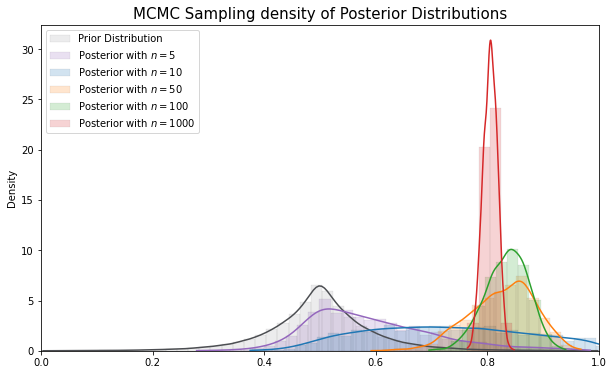 MCMC Sampling density of Posterior Distributions
Prior Distribution
Posterior with n = 5
Posterior with n = 10
Posterior with n = 50
Posterior with n = 100
Posterior with n = 1000
Density
30
25
20
15
10
5
0
0.0 0.2 0.4 0.6 0.8 1.0